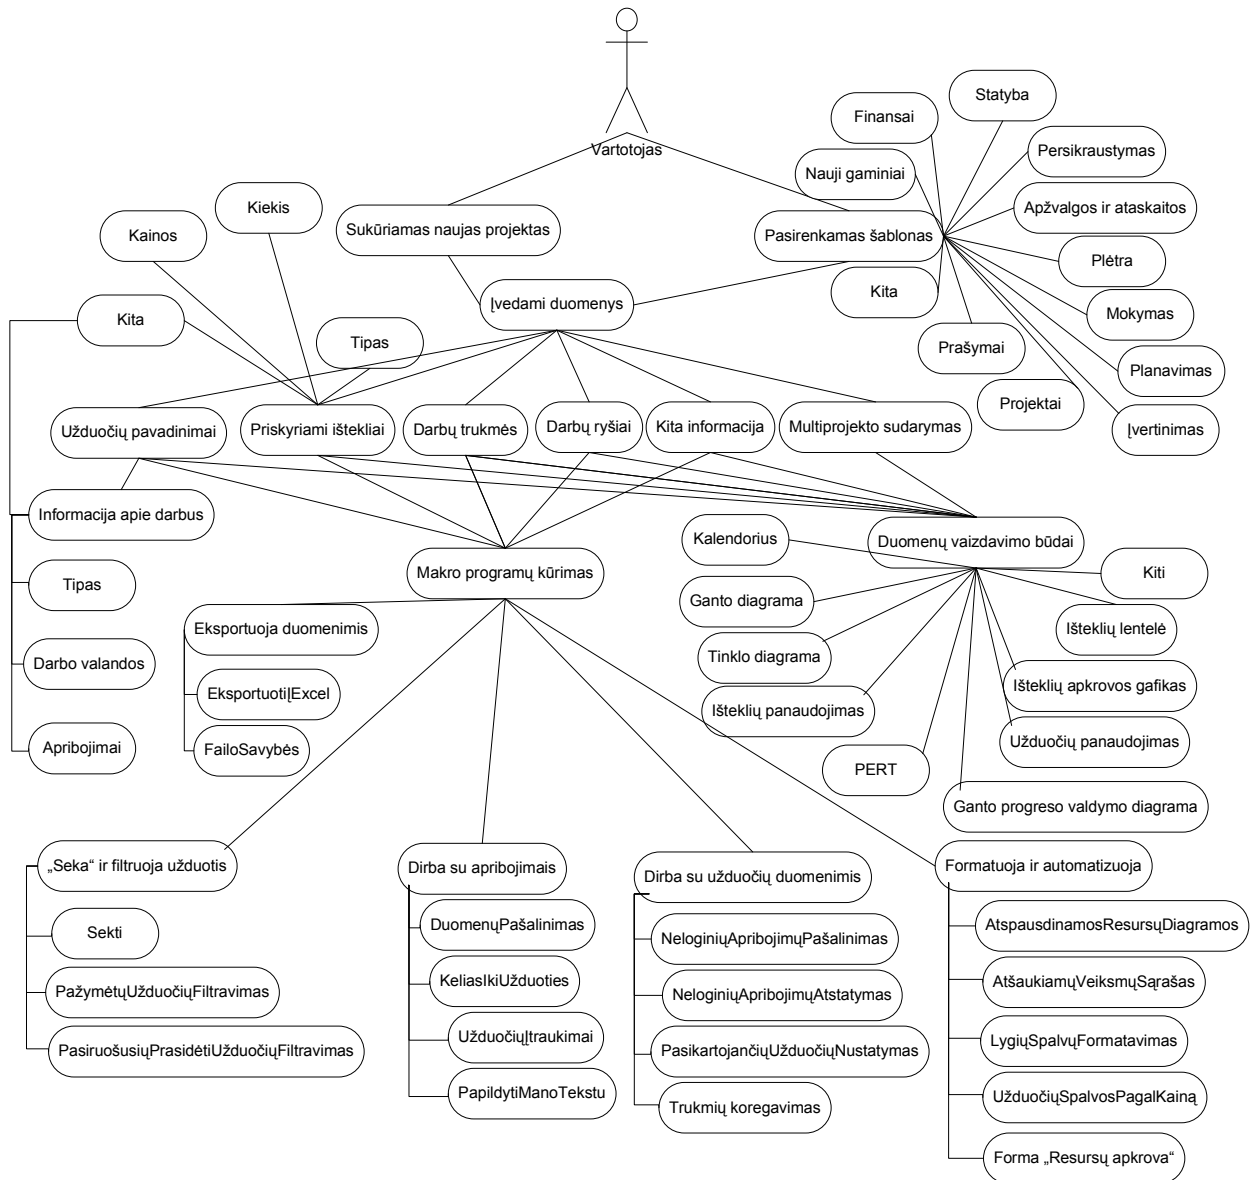 Vartotojas
Statyba
Finansai
Persikraustymas
Nauji gaminiai
Kiekis
Apžvalgos ir ataskaitos
Kainos
Sukūriamas naujas projektas
Pasirenkamas šablonas
Plėtra
Kita
Įvedami duomenys
Kita
Mokymas
Tipas
Prašymai
Planavimas
Projektai
Užduočių pavadinimai
Priskyriami ištekliai
Darbų trukmės
Darbų ryšiai
Kita informacija
Multiprojekto sudarymas
Įvertinimas
Informacija apie darbus
Kalendorius
Duomenų vaizdavimo būdai
Makro programų kūrimas
Kiti
Tipas
Ganto diagrama
Eksportuoja duomenimis
Išteklių lentelė
Tinklo diagrama
Darbo valandos
EksportuotiĮExcel
Išteklių apkrovos gafikas
Išteklių panaudojimas
Apribojimai
FailoSavybės
Užduočių panaudojimas
PERT
Ganto progreso valdymo diagrama
„Seka“ ir filtruoja užduotis
Dirba su apribojimais
Dirba su užduočių duomenimis
Formatuoja ir automatizuoja
Sekti
DuomenųPašalinimas
NeloginiųApribojimųPašalinimas
AtspausdinamosResursųDiagramos
PažymėtųUžduočiųFiltravimas
KeliasIkiUžduoties
NeloginiųApribojimųAtstatymas
AtšaukiamųVeiksmųSąrašas
PasiruošusiųPrasidėtiUžduočiųFiltravimas
UžduočiųĮtraukimai
PasikartojančiųUžduočiųNustatymas
LygiųSpalvųFormatavimas
PapildytiManoTekstu
Trukmių koregavimas
UžduočiųSpalvosPagalKainą
Forma „Resursų apkrova“